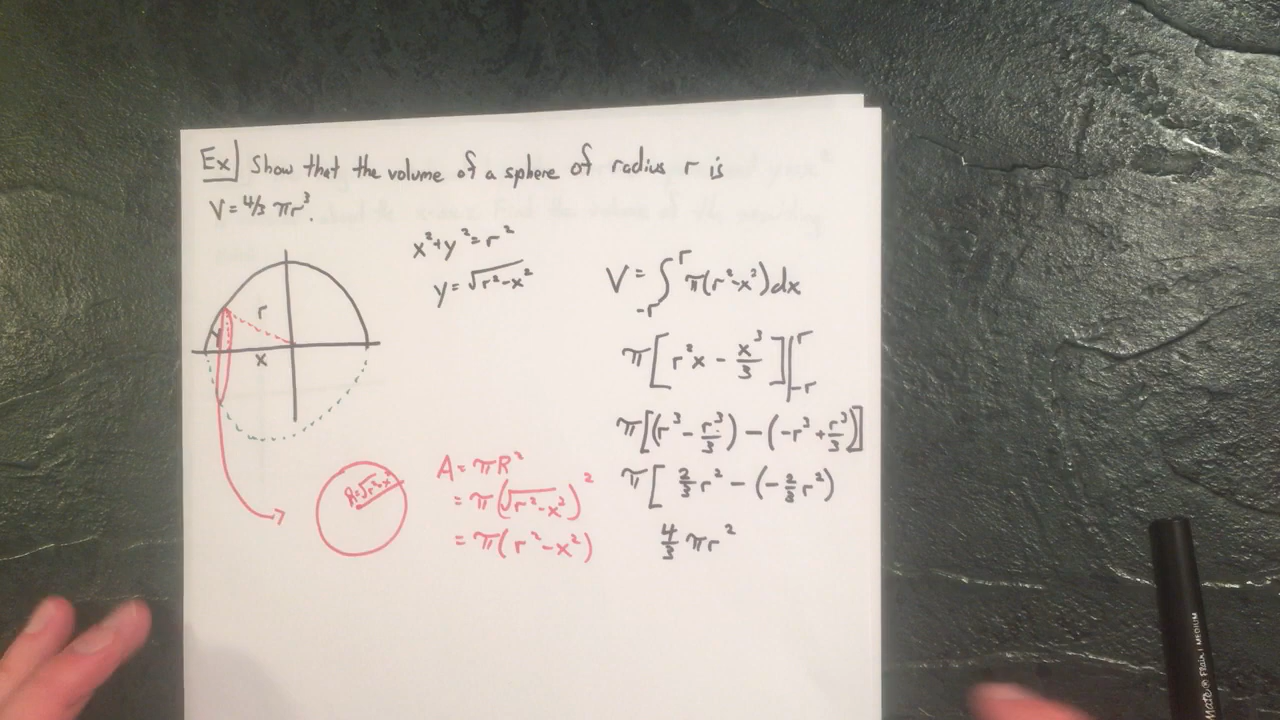 Ex] Show that the volume of a sphere of radius r is
V = 4/3 πr³.
x² + y² = r²
y = √(r² - x²)
r
y
x
R = √(r² - x²)
A = πR²
= π(√(r² - x²))²
= π(r² - x²)
V = ∫_{-r}^{r} π(r² - x²)dx
π[r²x - x³/3]|_{-r}^{r}
π[(r³ - r³/3) - (-r³ + r³/3)]
π[2/3 r² - (-2/3 r²)
4/3 πr²
MEDIUM